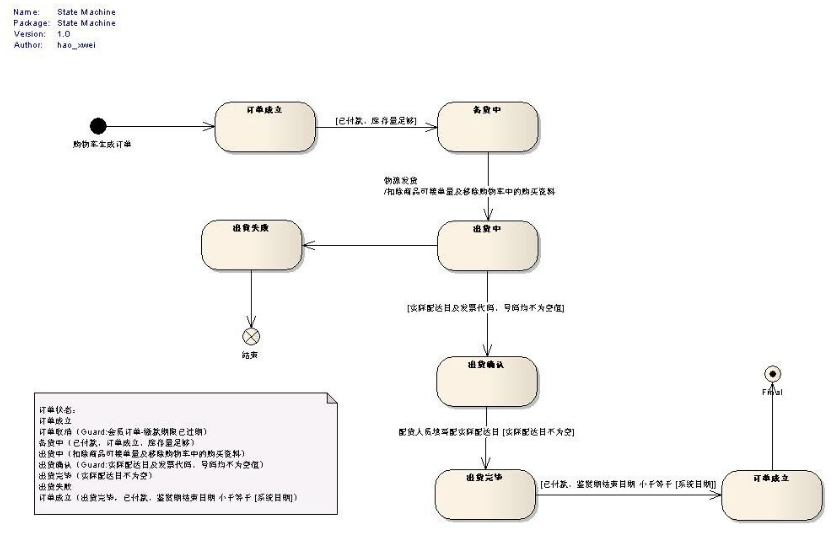 Name: State Machine
Package: State Machine
Version: 1.0
Author: hao_xwei
订单成立
[已付款，库存量足够]
备货中
购物车生成订单
物源发货
/扣除商品可接单量及移除购物车中的购买资料
出货失败
出货中
[实际配达日及发票代码，号码均不为空值]
结束
出货确认
Final
配货人员填写配实际配达日 [实际配达日不为空]
出货完毕
[已付款，鉴赏期结束日期 小于等于 [系统日期]]
订单成立
订单状态：
订单成立
订单取消（Guard:会员订单-缴款期限已过期）
备货中（已付款，订单成立，库存量足够）
出货中（扣除商品可接单量及移除购物车中的购买资料）
出货确认（Guard:实际配达日及发票代码，号码均不为空值）
出货完毕（实际配达日不为空）
出货失败
订单成立（出货完毕，已付款，鉴赏期结束日期 小于等于 [系统日期]）